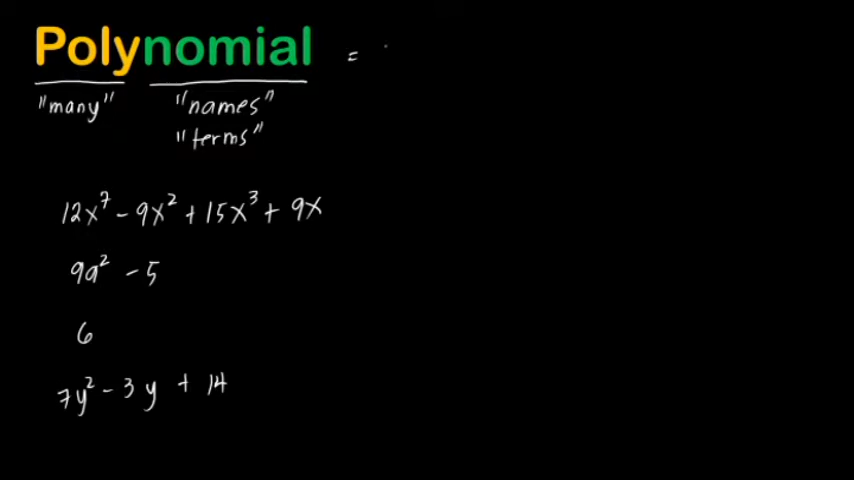 Polynomial =
"many" "names"
"terms"
12x⁷ - 9x² + 15x³ + 9x
9a² - 5
6
7y² - 3y + 14